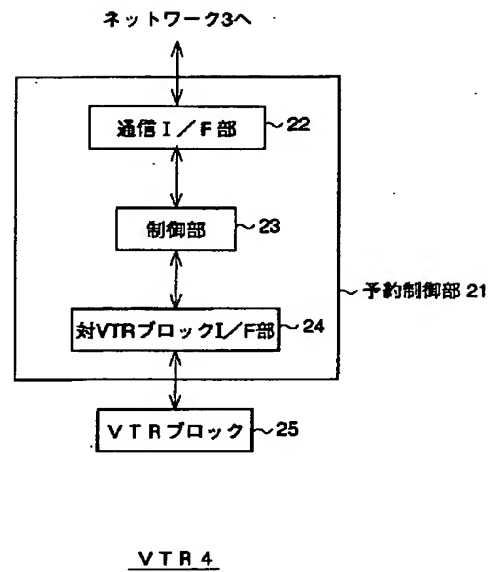 ネットワーク3へ
通信I／F部 22
制御部 23
予約制御部 21
対VTRブロックI／F部 24
VTRブロック 25
VTR4